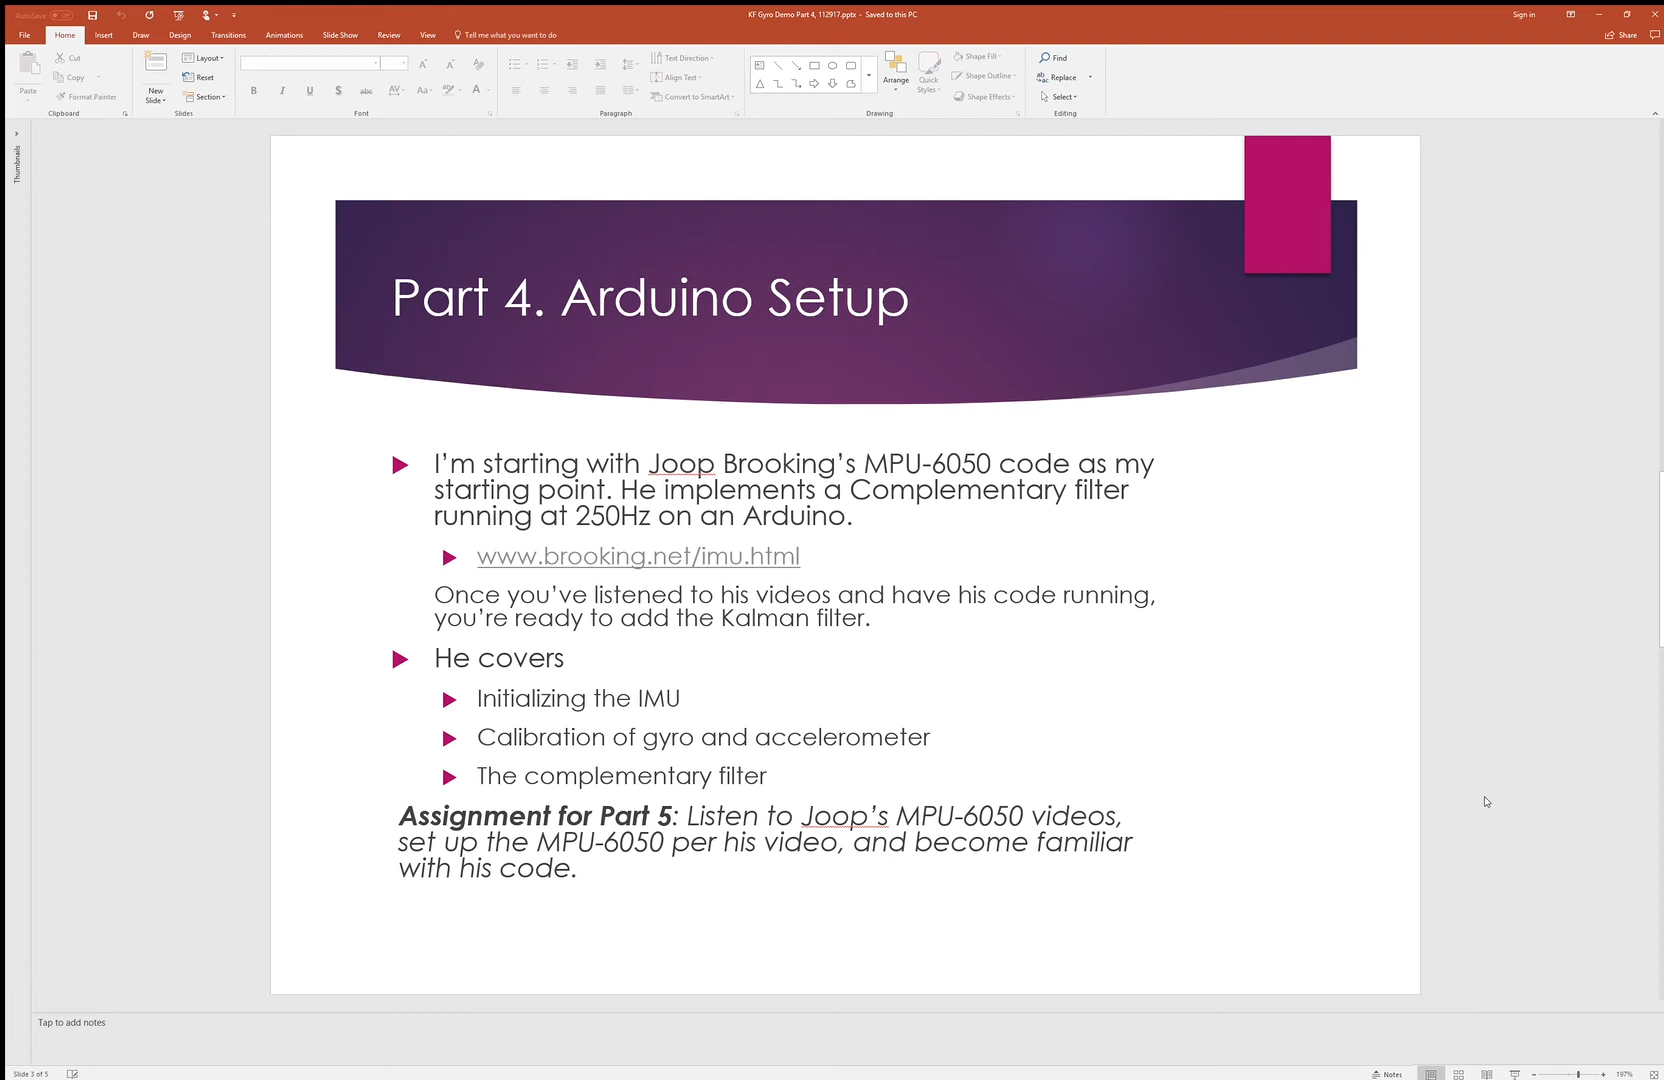 AutoSave Off
KF Gyro Demo Part 4, 112917.pptx - Saved to this PC
Sign in
File Home Insert Draw Design Transitions Animations Slide Show Review View Tell me what you want to do Share
Paste
Cut
Copy
Format Painter
Clipboard
New
Slide
Layout
Reset
Section
Slides
B I U S abc AV Aa A
Font
Text Direction
Align Text
Convert to SmartArt
Paragraph
Arrange
Quick
Styles
Shape Fill
Shape Outline
Shape Effects
Drawing
Find
Replace
Select
Editing
Thumbnails
Part 4. Arduino Setup
I’m starting with Joop Brooking’s MPU-6050 code as my
starting point. He implements a Complementary filter
running at 250Hz on an Arduino.
www.brooking.net/imu.html
Once you’ve listened to his videos and have his code running,
you’re ready to add the Kalman filter.
He covers
Initializing the IMU
Calibration of gyro and accelerometer
The complementary filter
Assignment for Part 5: Listen to Joop’s MPU-6050 videos,
set up the MPU-6050 per his video, and become familiar
with his code.
Tap to add notes
Slide 3 of 5
Notes
197%